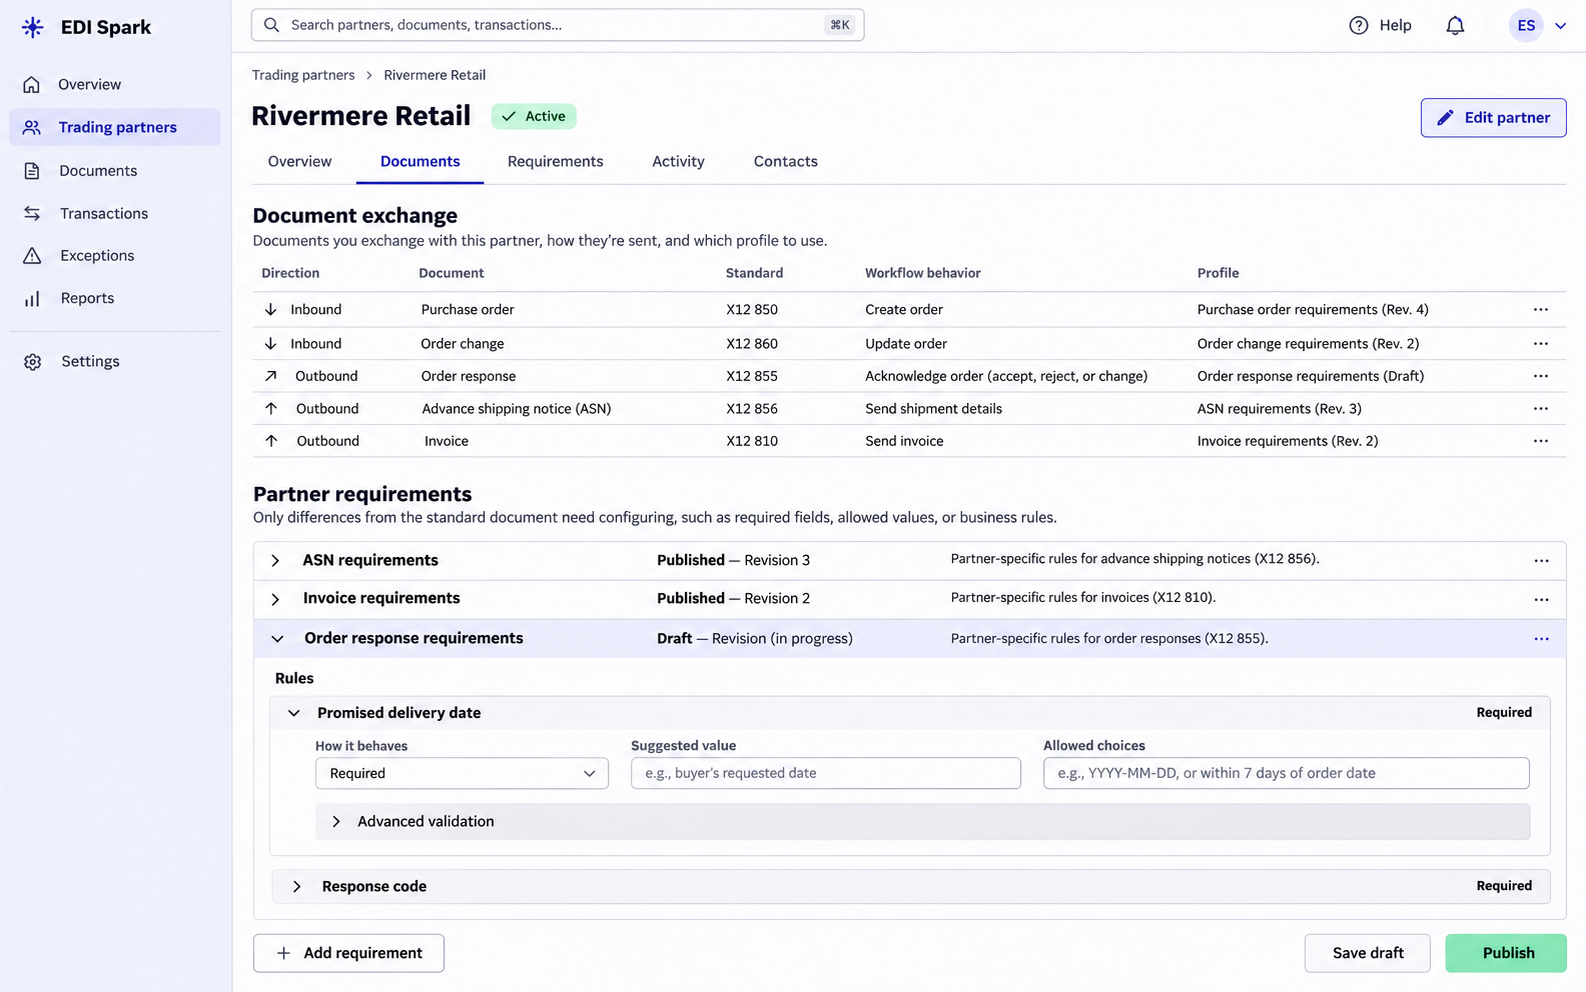 EDI Spark
Search partners, documents, transactions... ⌘K
Help
ES
Overview
Trading partners
Documents
Transactions
Exceptions
Reports
Settings
Trading partners > Rivermere Retail
Rivermere Retail
Active
Edit partner
Overview Documents Requirements Activity Contacts
Document exchange
Documents you exchange with this partner, how they're sent, and which profile to use.
Direction Document Standard Workflow behavior Profile
Inbound Purchase order X12 850 Create order Purchase order requirements (Rev. 4)
Inbound Order change X12 860 Update order Order change requirements (Rev. 2)
Outbound Order response X12 855 Acknowledge order (accept, reject, or change) Order response requirements (Draft)
Outbound Advance shipping notice (ASN) X12 856 Send shipment details ASN requirements (Rev. 3)
Outbound Invoice X12 810 Send invoice Invoice requirements (Rev. 2)
Partner requirements
Only differences from the standard document need configuring, such as required fields, allowed values, or business rules.
ASN requirements Published — Revision 3 Partner-specific rules for advance shipping notices (X12 856).
Invoice requirements Published — Revision 2 Partner-specific rules for invoices (X12 810).
Order response requirements Draft — Revision (in progress) Partner-specific rules for order responses (X12 855).
Rules
Promised delivery date Required
How it behaves Suggested value Allowed choices
Required e.g., buyer's requested date e.g., YYYY-MM-DD, or within 7 days of order date
Advanced validation
Response code Required
+ Add requirement Save draft Publish